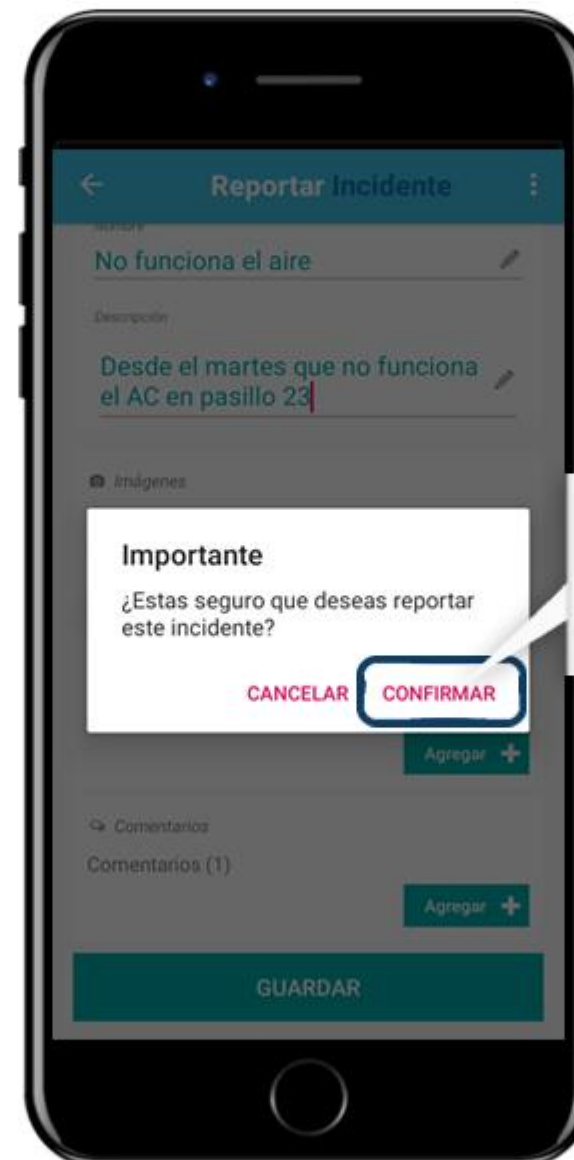 Reportar Incidente
Nombre
No funciona el aire
Descripción
Desde el martes que no funciona
el AC en pasillo 23
Imágenes
Importante
¿Estas seguro que deseas reportar
este incidente?
CANCELAR CONFIRMAR
Agregar
Comentarios
Comentarios (1)
Agregar
GUARDAR